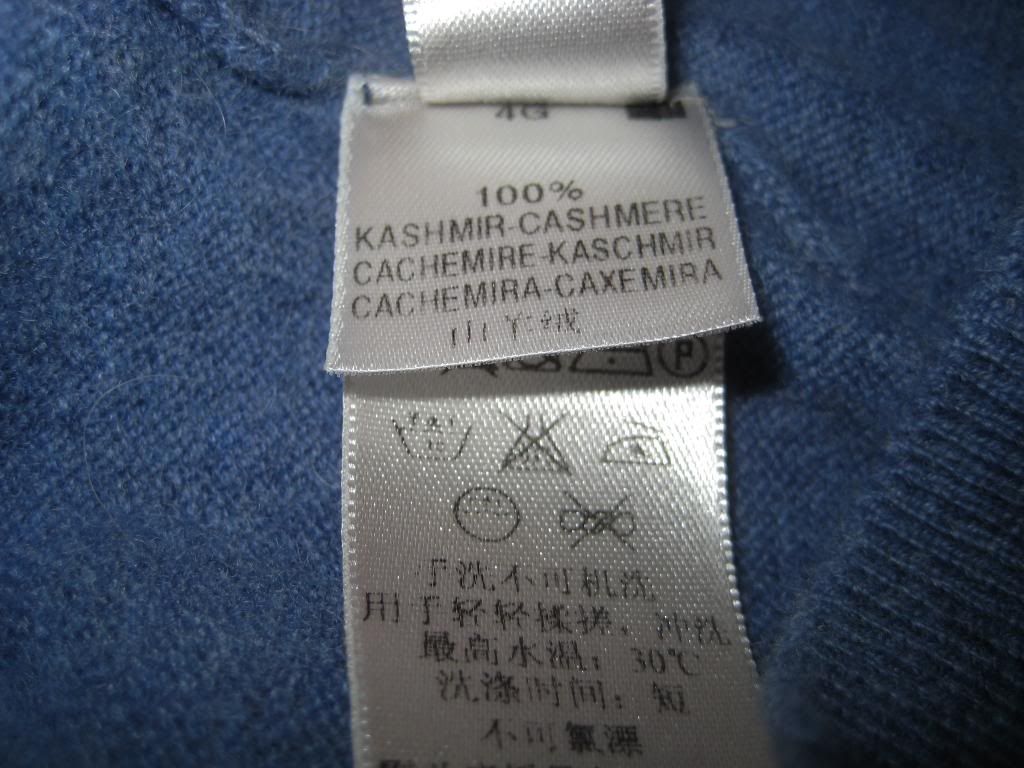 4G
100%
KASHMIR-CASHMERE
CACHEMIRE-KASCHMIR
CACHEMIRA-CAXEMIRA
山羊绒
P
手洗不可机洗
用手轻轻揉搓，冲洗
最高水温：30℃
洗涤时间：短
不可氯漂